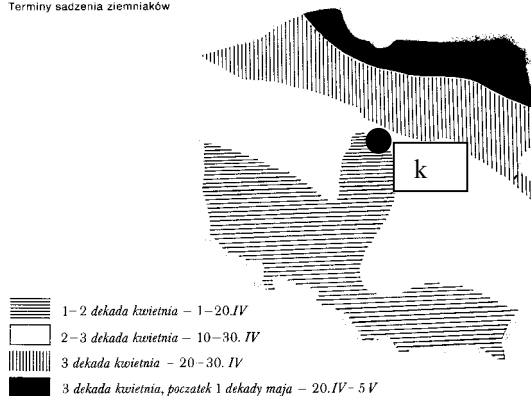 Terminy sadzenia ziemniaków
k
1-2 dekada kwietnia - 1-20.IV
2-3 dekada kwietnia - 10-30. IV
3 dekada kwietnia - 20-30. IV
3 dekada kwietnia, poczatek 1 dekady maja - 20.IV- 5 V